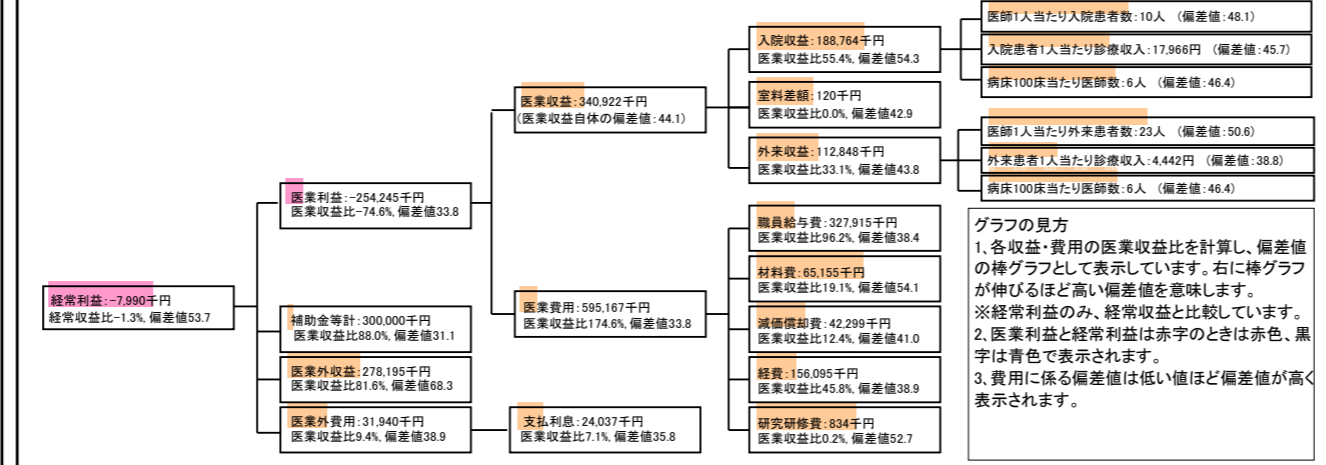 経常利益：-7,990千円
経常収支比-1.3%, 偏差値53.7
医業利益：-254,245千円
医業収益比-74.6%, 偏差値33.8
補助金等計：300,000千円
医業収益比88.0%, 偏差値31.1
医業外収益：278,195千円
医業収益比81.6%, 偏差値68.3
医業外費用：31,940千円
医業収益比9.4%, 偏差値38.9
支払利息：24,037千円
医業収益比7.1%, 偏差値35.8
医業収益：340,922千円
（医業収益自体の偏差値：44.1）
医業費用：595,167千円
医業収益比174.6%, 偏差値33.8
入院収益：188,764千円
医業収益比55.4%, 偏差値54.3
室料差額：120千円
医業収益比0.0%, 偏差値42.9
外来収益：112,848千円
医業収益比33.1%, 偏差値43.8
職員給与費：327,915千円
医業収益比96.2%, 偏差値38.4
材料費：65,155千円
医業収益比19.1%, 偏差値54.1
減価償却費：42,299千円
医業収益比12.4%, 偏差値41.0
経費：156,095千円
医業収益比45.8%, 偏差値38.9
研究研修費：834千円
医業収益比0.2%, 偏差値52.7
医師1人当たり入院患者数：10人　（偏差値：48.1）
入院患者1人当たり診療収入：17,966円　（偏差値：45.7）
病床100床当たり医師数：6人　（偏差値：46.4）
医師1人当たり外来患者数：23人　（偏差値：50.6）
外来患者1人当たり診療収入：4,442円　（偏差値：38.8）
病床100床当たり医師数：6人　（偏差値：46.4）
グラフの見方
1、各収益・費用の医業収益比を計算し、偏差値
の棒グラフとして表示しています。右に棒グラフ
が伸びるほど高い偏差値を意味します。
※経常利益のみ、経常収益と比較しています。
2、医業利益と経常利益は赤字のときは赤色、黒
字は青色で表示されます。
3、費用に係る偏差値は低い値ほど偏差値が高く
表示されます。